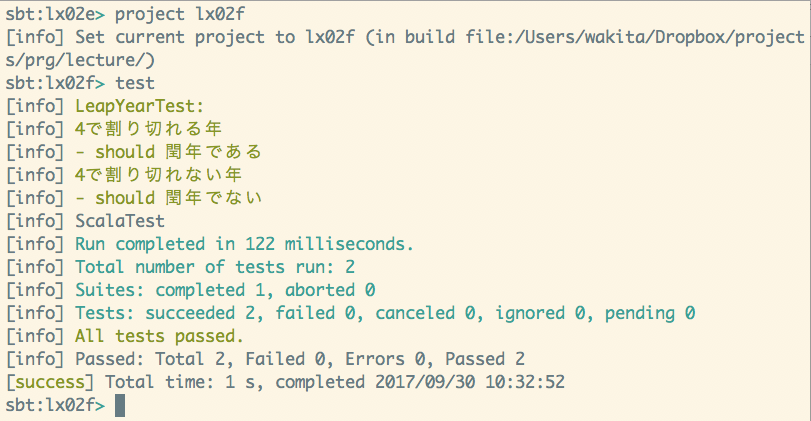 sbt:lx02e> project lx02f
[info] Set current project to lx02f (in build file:/Users/wakita/Dropbox/project
s/prg/lecture/)
sbt:lx02f> test
[info] LeapYearTest:
[info] 4で割り切れる年
[info] - should 閏年である
[info] 4で割り切れない年
[info] - should 閏年でない
[info] ScalaTest
[info] Run completed in 122 milliseconds.
[info] Total number of tests run: 2
[info] Suites: completed 1, aborted 0
[info] Tests: succeeded 2, failed 0, canceled 0, ignored 0, pending 0
[info] All tests passed.
[info] Passed: Total 2, Failed 0, Errors 0, Passed 2
[success] Total time: 1 s, completed 2017/09/30 10:32:52
sbt:lx02f>